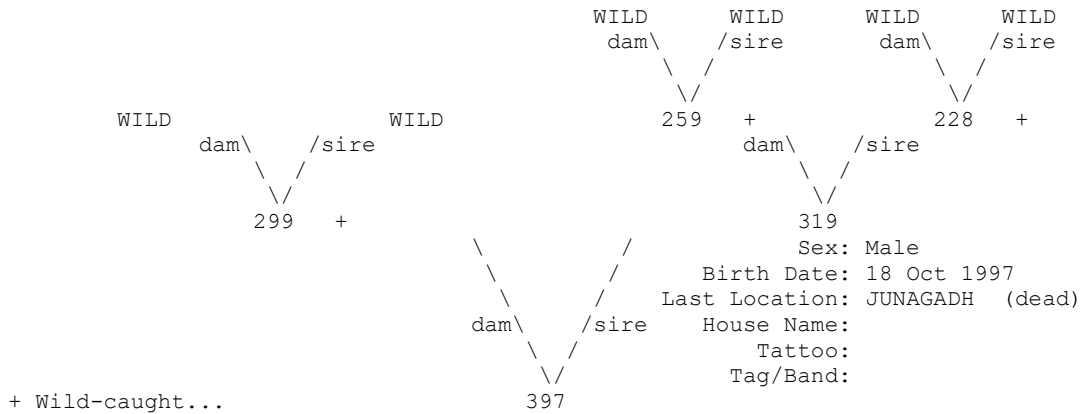 WILD WILD WILD WILD
dam\ /sire dam\ /sire
\ / \ /
\/ \/
WILD WILD 259 + 228 +
dam\ /sire dam\ /sire
\ / \ /
\/ \/
299 + 319
\ / Sex: Male
\ / Birth Date: 18 Oct 1997
\ / Last Location: JUNAGADH (dead)
dam\ /sire House Name:
\ / Tattoo:
\/ Tag/Band:
+ Wild-caught... 397